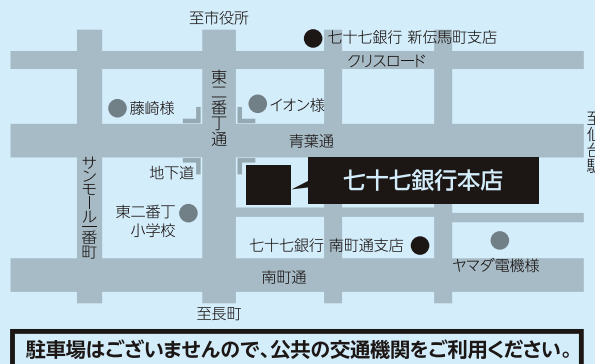 至市役所
七十七銀行 新伝馬町支店
クリスロード
東二番丁通
藤崎様
イオン様
青葉通
至仙台駅
サンモール一番町
地下道
七十七銀行本店
東二番丁
小学校
七十七銀行 南町通支店
ヤマダ電機様
南町通
至長町
駐車場はございませんので、公共の交通機関をご利用ください。